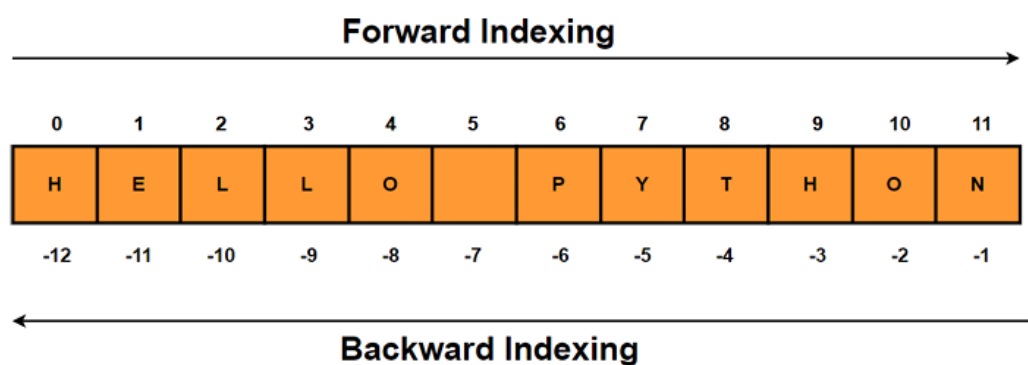 Forward Indexing
0 1 2 3 4 5 6 7 8 9 10 11
H E L L O P Y T H O N
-12 -11 -10 -9 -8 -7 -6 -5 -4 -3 -2 -1
Backward Indexing